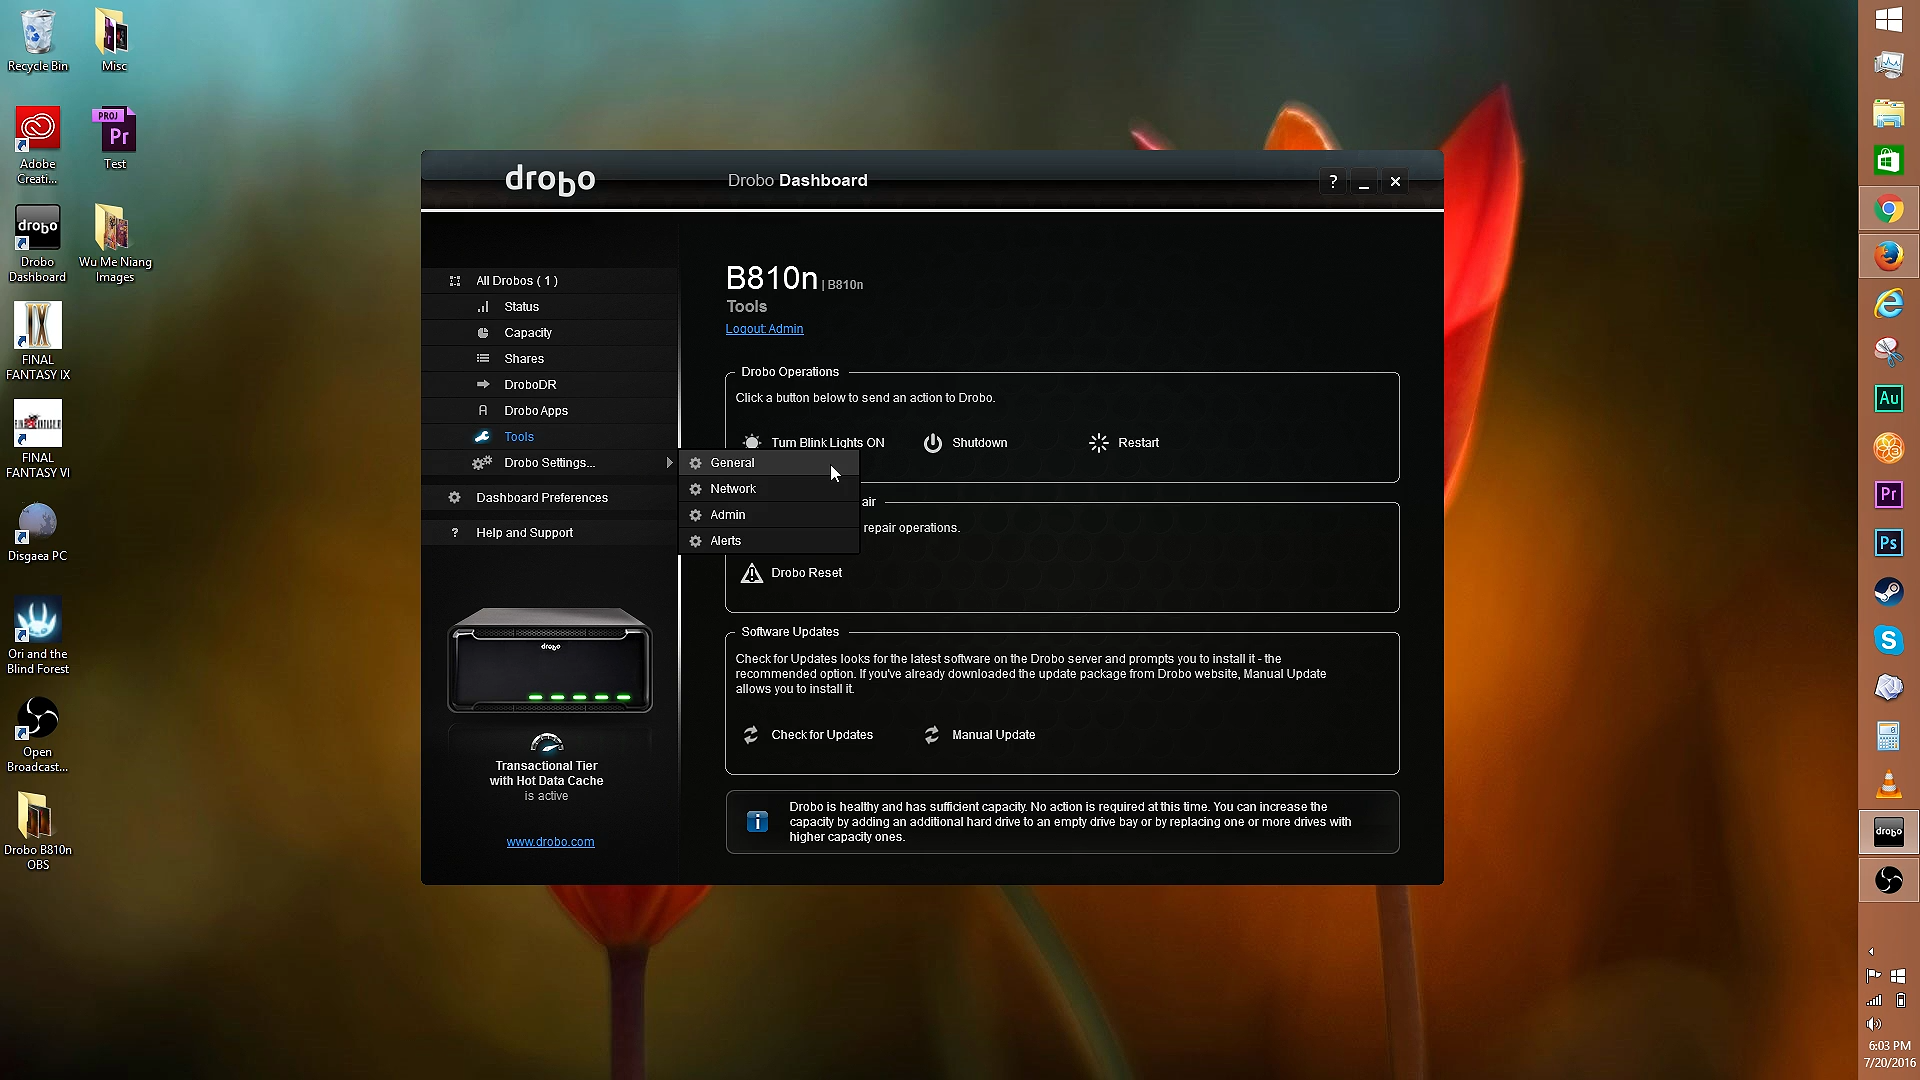 Recycle Bin
Misc
Adobe
Creati...
PROJ
Pr
Test
drobo
Drobo
Dashboard
Wu Me Niang
Images
IX
FINAL
FANTASY IX
FINAL
FANTASY VI
Disgaea PC
Ori and the
Blind Forest
Open
Broadcast...
Drobo B810n
OBS
drobo
Drobo Dashboard
?
All Drobos ( 1 )
Status
Capacity
Shares
DroboDR
Drobo Apps
Tools
Drobo Settings...
Dashboard Preferences
? Help and Support
General
Network
Admin
Alerts
drobo
Transactional Tier
with Hot Data Cache
is active
www.drobo.com
B810n | B810n
Tools
Logout: Admin
Drobo Operations
Click a button below to send an action to Drobo.
Turn Blink Lights ON
Shutdown
Restart
air
repair operations.
Drobo Reset
Software Updates
Check for Updates looks for the latest software on the Drobo server and prompts you to install it - the
recommended option. If you've already downloaded the update package from Drobo website, Manual Update
allows you to install it.
Check for Updates
Manual Update
Drobo is healthy and has sufficient capacity. No action is required at this time. You can increase the
capacity by adding an additional hard drive to an empty drive bay or by replacing one or more drives with
higher capacity ones.
Au
3
Pr
Ps
S
drobo
6:03 PM
7/20/2016